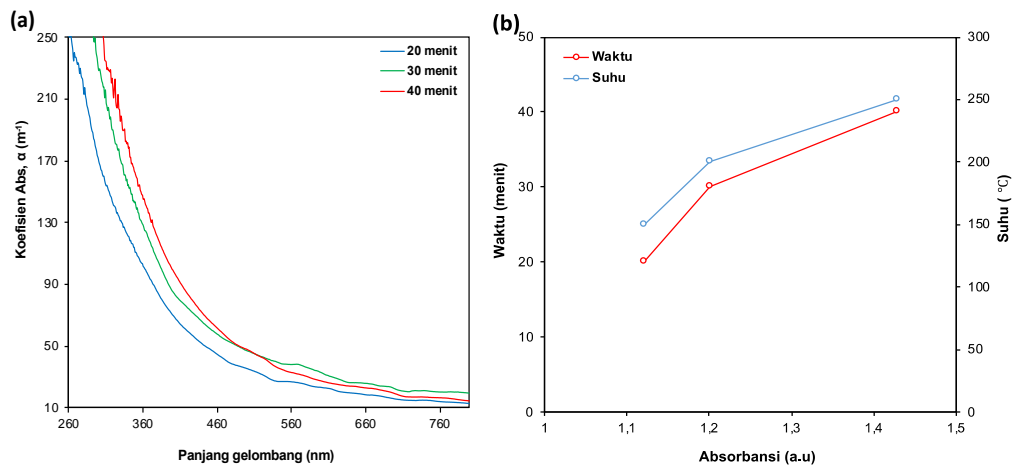 (a)
250
210
170
130
90
50
10
Koefisien Abs, α (m⁻¹)
20 menit
30 menit
40 menit
260
360
460
560
660
760
Panjang gelombang (nm)
(b)
50
40
30
20
10
0
Waktu (menit)
Waktu
Suhu
300
250
200
150
100
50
0
Suhu ( ℃)
1
1,1
1,2
1,3
1,4
1,5
Absorbansi (a.u)